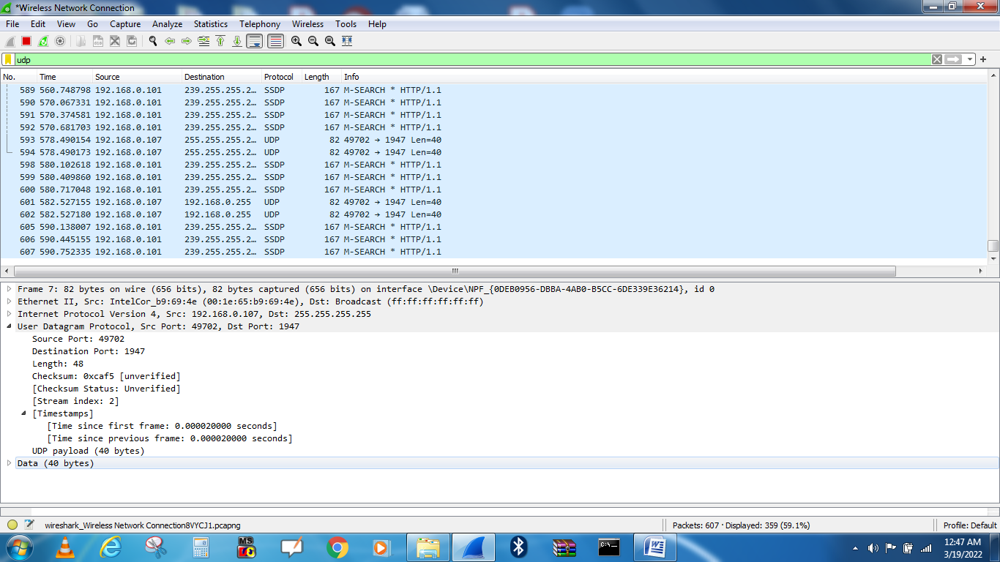 *Wireless Network Connection
File Edit View Go Capture Analyze Statistics Telephony Wireless Tools Help
udp
No. Time Source Destination Protocol Length Info
589 560.748798 192.168.0.101 239.255.255.2… SSDP 167 M-SEARCH * HTTP/1.1
590 570.067331 192.168.0.101 239.255.255.2… SSDP 167 M-SEARCH * HTTP/1.1
591 570.374581 192.168.0.101 239.255.255.2… SSDP 167 M-SEARCH * HTTP/1.1
592 570.681703 192.168.0.101 239.255.255.2… SSDP 167 M-SEARCH * HTTP/1.1
593 578.490154 192.168.0.107 255.255.255.2… UDP 82 49702 → 1947 Len=40
594 578.490173 192.168.0.107 255.255.255.2… UDP 82 49702 → 1947 Len=40
598 580.102618 192.168.0.101 239.255.255.2… SSDP 167 M-SEARCH * HTTP/1.1
599 580.409860 192.168.0.101 239.255.255.2… SSDP 167 M-SEARCH * HTTP/1.1
600 580.717048 192.168.0.101 239.255.255.2… SSDP 167 M-SEARCH * HTTP/1.1
601 582.527155 192.168.0.107 192.168.0.255 UDP 82 49702 → 1947 Len=40
602 582.527180 192.168.0.107 192.168.0.255 UDP 82 49702 → 1947 Len=40
605 590.138007 192.168.0.101 239.255.255.2… SSDP 167 M-SEARCH * HTTP/1.1
606 590.445155 192.168.0.101 239.255.255.2… SSDP 167 M-SEARCH * HTTP/1.1
607 590.752335 192.168.0.101 239.255.255.2… SSDP 167 M-SEARCH * HTTP/1.1
Frame 7: 82 bytes on wire (656 bits), 82 bytes captured (656 bits) on interface \Device\NPF_{0DEB0956-DBBA-4AB0-B5CC-6DE339E36214}, id 0
Ethernet II, Src: IntelCor_b9:69:4e (00:1e:65:b9:69:4e), Dst: Broadcast (ff:ff:ff:ff:ff:ff)
Internet Protocol Version 4, Src: 192.168.0.107, Dst: 255.255.255.255
User Datagram Protocol, Src Port: 49702, Dst Port: 1947
Source Port: 49702
Destination Port: 1947
Length: 48
Checksum: 0xcaf5 [unverified]
[Checksum Status: Unverified]
[Stream index: 2]
[Timestamps]
[Time since first frame: 0.000020000 seconds]
[Time since previous frame: 0.000020000 seconds]
UDP payload (40 bytes)
Data (40 bytes)
wireshark_Wireless Network Connection8VYCJ1.pcapng
Packets: 607 · Displayed: 359 (59.1%)
Profile: Default
MS
C:\_
W
12:47 AM
3/19/2022